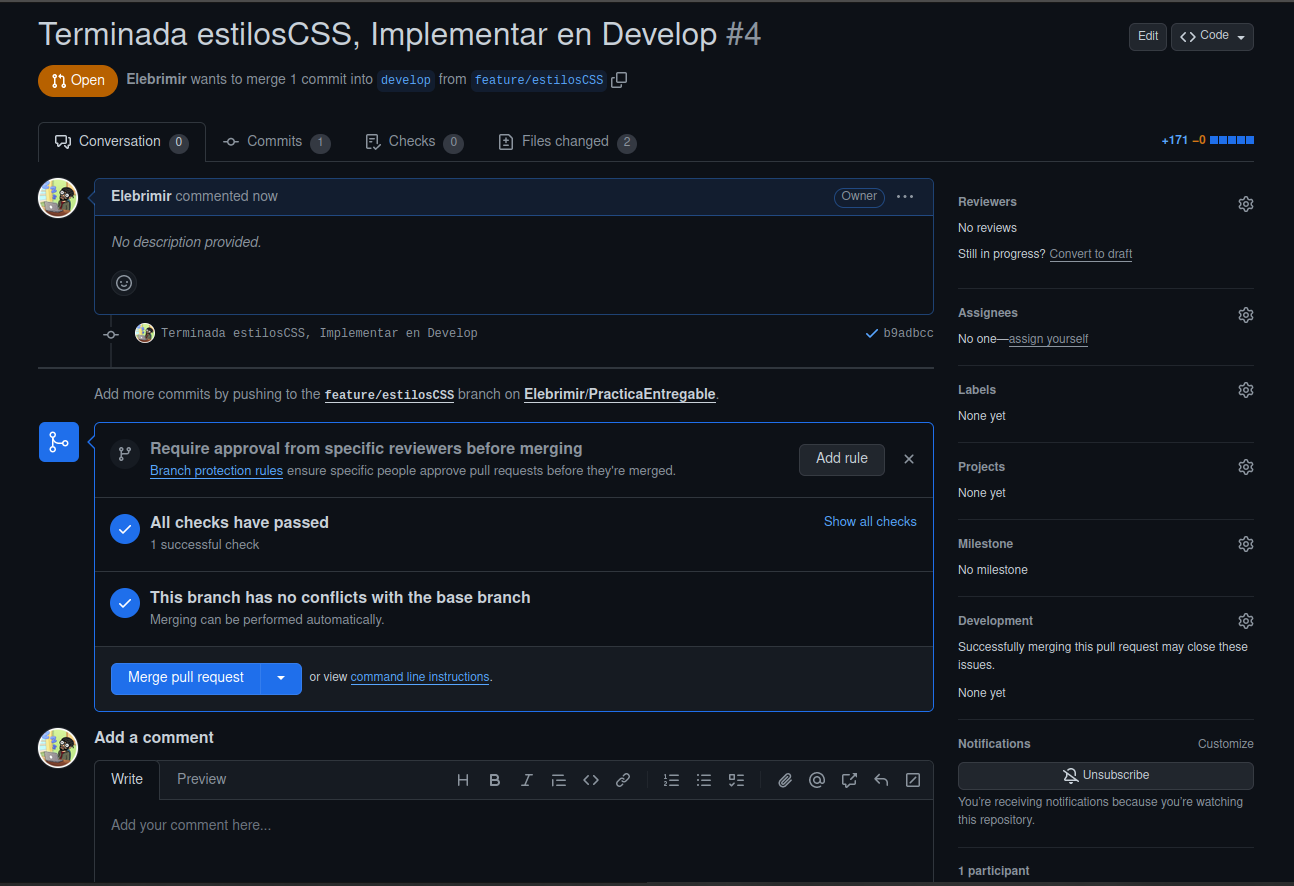 Terminada estilosCSS, Implementar en Develop #4
Edit
Code
Open
Elebrimir wants to merge 1 commit into develop from feature/estilosCSS
Conversation 0
Commits 1
Checks 0
Files changed 2
+171 −0
Elebrimir commented now
Owner
No description provided.
Terminada estilosCSS, Implementar en Develop
b9adbcc
Add more commits by pushing to the feature/estilosCSS branch on Elebrimir/PracticaEntregable.
Require approval from specific reviewers before merging
Branch protection rules ensure specific people approve pull requests before they're merged.
Add rule
All checks have passed
1 successful check
Show all checks
This branch has no conflicts with the base branch
Merging can be performed automatically.
Merge pull request
or view command line instructions.
Add a comment
Write
Preview
Add your comment here...
Reviewers
No reviews
Still in progress? Convert to draft
Assignees
No one—assign yourself
Labels
None yet
Projects
None yet
Milestone
No milestone
Development
Successfully merging this pull request may close these
issues.
None yet
Notifications
Customize
Unsubscribe
You're receiving notifications because you're watching
this repository.
1 participant